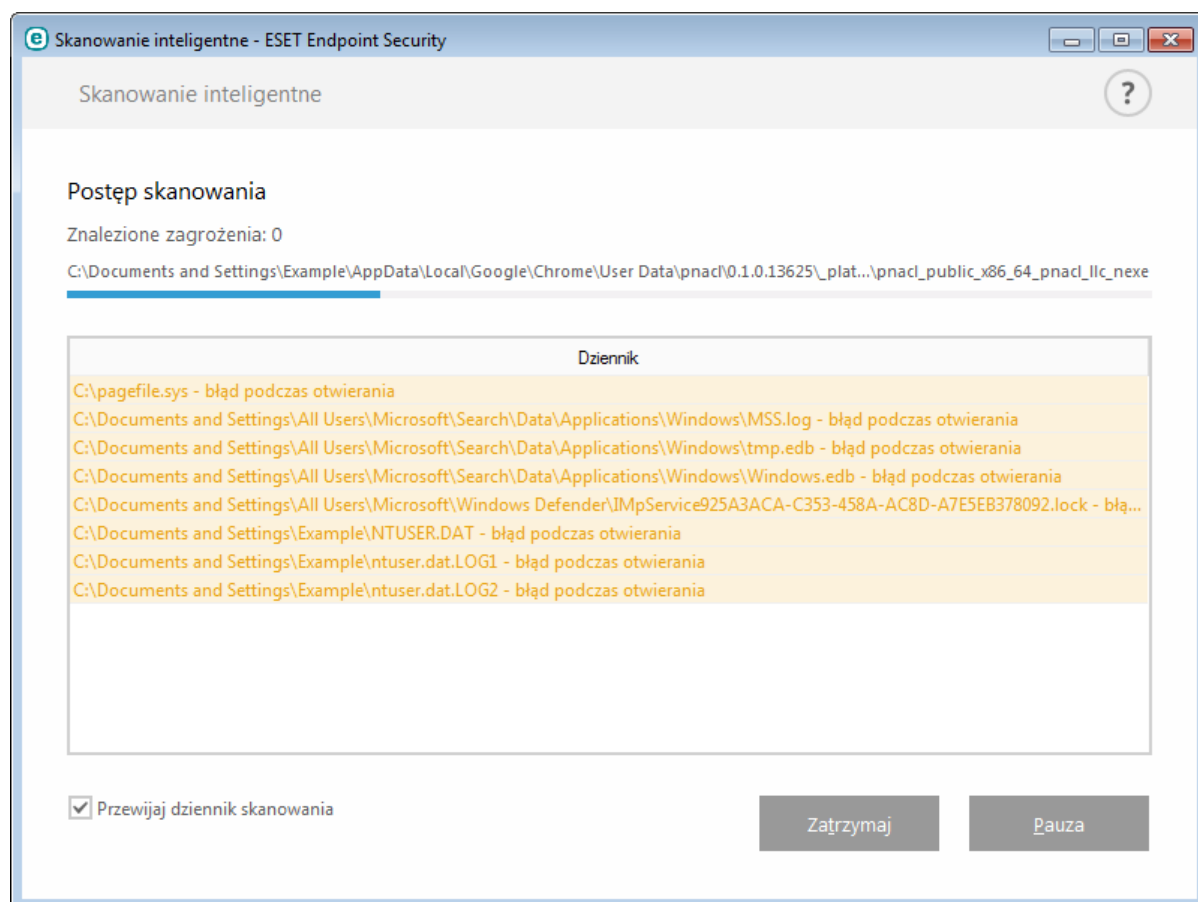 Skanowanie inteligentne - ESET Endpoint Security
Skanowanie inteligentne
?
Postęp skanowania
Znalezione zagrożenia: 0
C:\Documents and Settings\Example\AppData\Local\Google\Chrome\User Data\pnacl\0.1.0.13625\_plat...\pnacl_public_x86_64_pnacl_llc_nexe
Dziennik
C:\pagefile.sys - błąd podczas otwierania
C:\Documents and Settings\All Users\Microsoft\Search\Data\Applications\Windows\MSS.log - błąd podczas otwierania
C:\Documents and Settings\All Users\Microsoft\Search\Data\Applications\Windows\tmp.edb - błąd podczas otwierania
C:\Documents and Settings\All Users\Microsoft\Search\Data\Applications\Windows\Windows.edb - błąd podczas otwierania
C:\Documents and Settings\All Users\Microsoft\Windows Defender\IMpService925A3ACA-C353-458A-AC8D-A7E5EB378092.lock - błą...
C:\Documents and Settings\Example\NTUSER.DAT - błąd podczas otwierania
C:\Documents and Settings\Example\ntuser.dat.LOG1 - błąd podczas otwierania
C:\Documents and Settings\Example\ntuser.dat.LOG2 - błąd podczas otwierania
Przewijaj dziennik skanowania
Zatrzymaj
Pauza